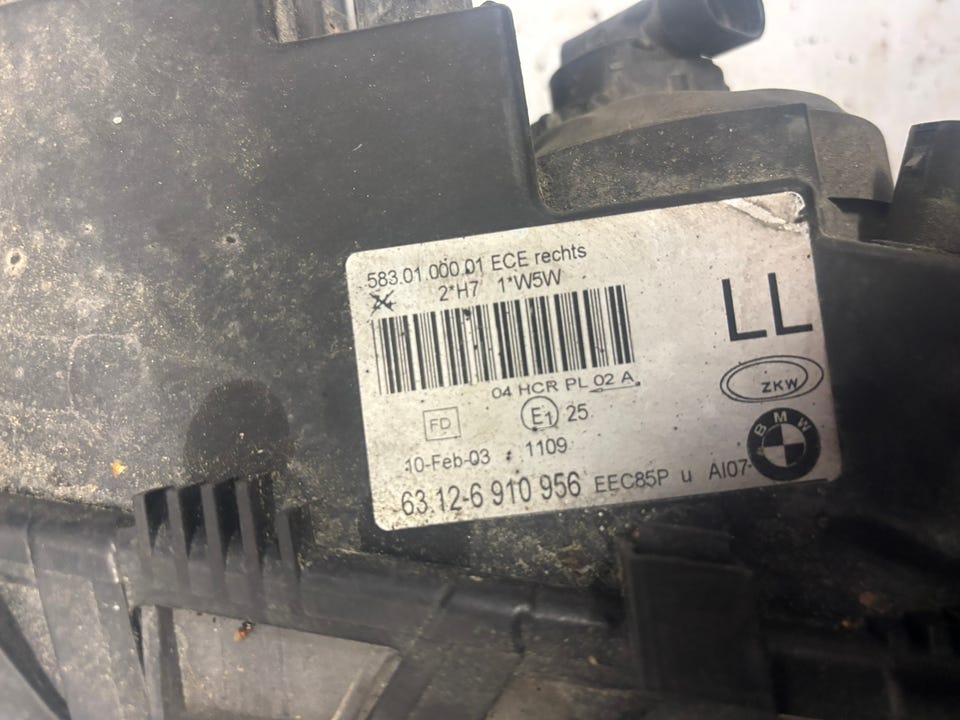 583.01.000.01 ECE rechts
2*H7 1*W5W
LL
04 HCR PL 02 A
ZKW
FD E1 25
10-Feb-03 1109
BMW
63.12-6 910 956 EEC85P u AI07